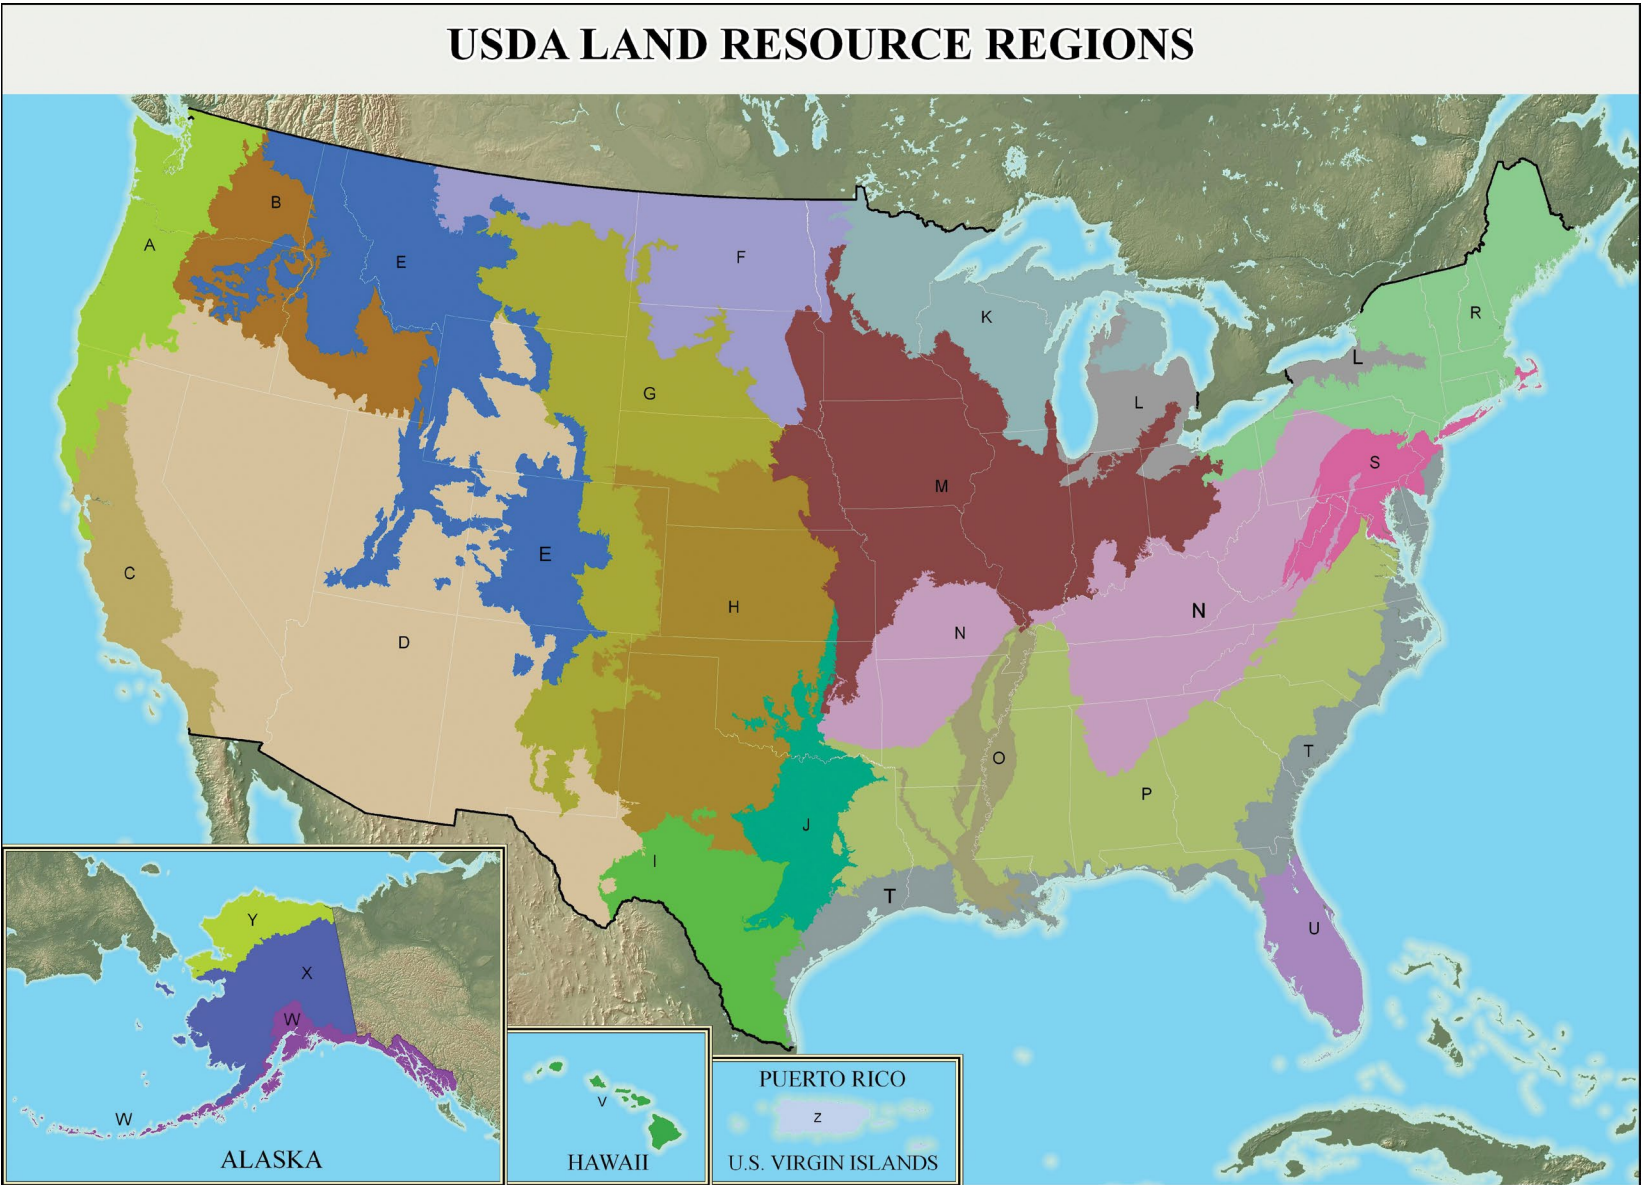 USDA LAND RESOURCE REGIONS
A
B
E
F
K
R
L
G
L
S
M
E
C
H
N
N
D
O
T
P
J
I
T
U
Y
X
W
W
ALASKA
V
HAWAII
PUERTO RICO
Z
U.S. VIRGIN ISLANDS